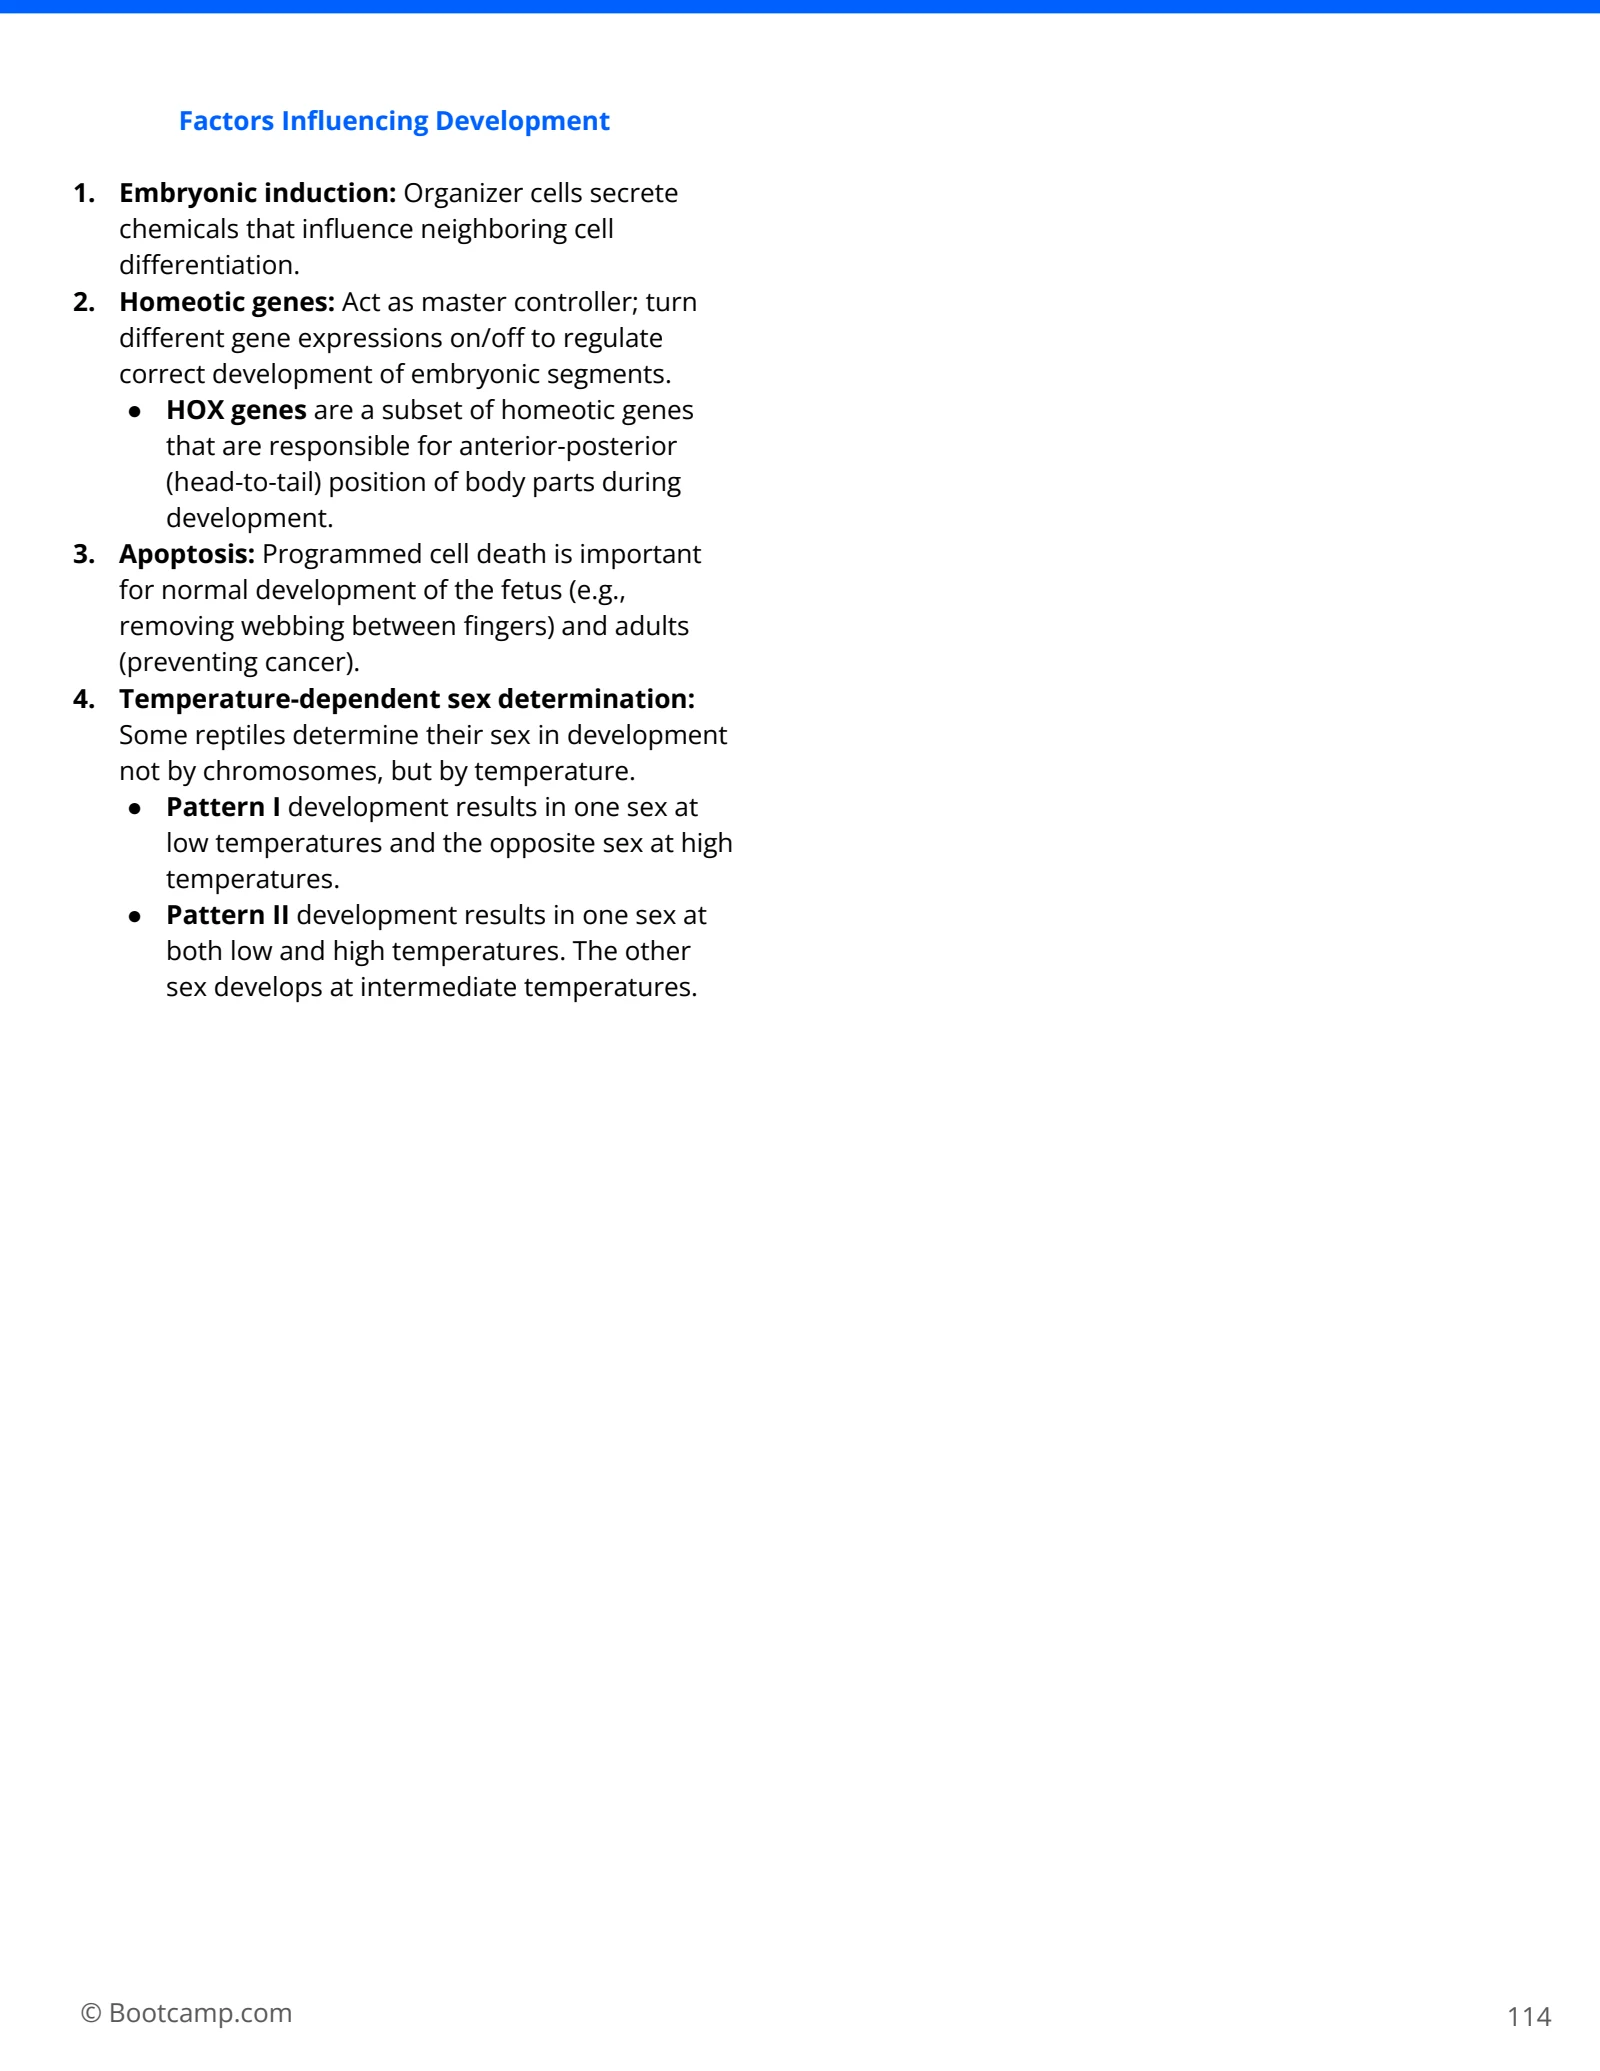 Factors Influencing Development
1. Embryonic induction: Organizer cells secrete
chemicals that influence neighboring cell
differentiation.
2. Homeotic genes: Act as master controller; turn
different gene expressions on/off to regulate
correct development of embryonic segments.
● HOX genes are a subset of homeotic genes
that are responsible for anterior-posterior
(head-to-tail) position of body parts during
development.
3. Apoptosis: Programmed cell death is important
for normal development of the fetus (e.g.,
removing webbing between fingers) and adults
(preventing cancer).
4. Temperature-dependent sex determination:
Some reptiles determine their sex in development
not by chromosomes, but by temperature.
● Pattern I development results in one sex at
low temperatures and the opposite sex at high
temperatures.
● Pattern II development results in one sex at
both low and high temperatures. The other
sex develops at intermediate temperatures.
© Bootcamp.com
114